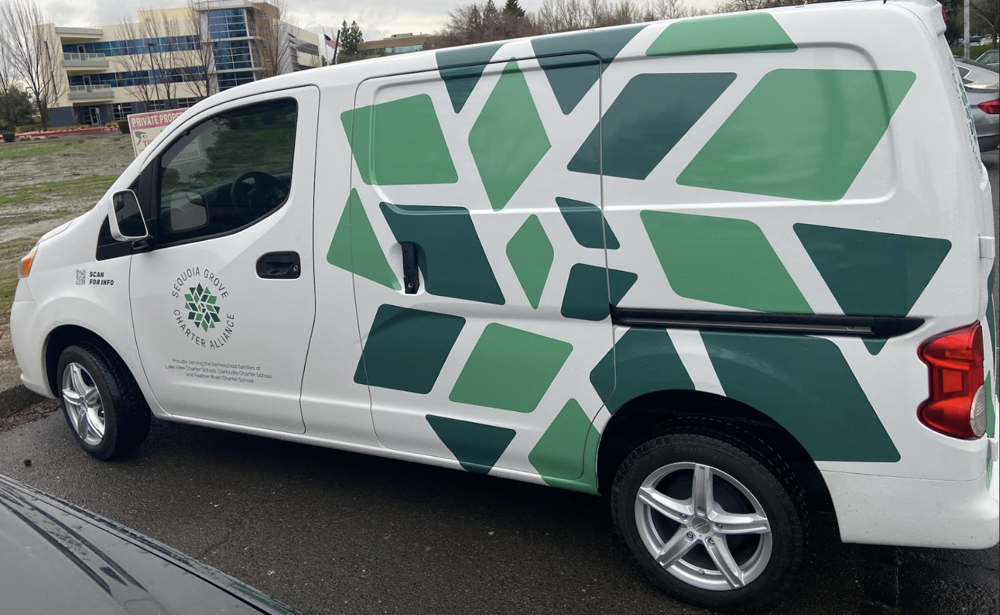 PRIVATE PROPE
SCAN
FOR INFO
SEQUOIA GROVE
CHARTER ALLIANCE
Proudly serving the homeschool families of
Lake View Charter School, Clarksville Charter School,
and Feather River Charter School